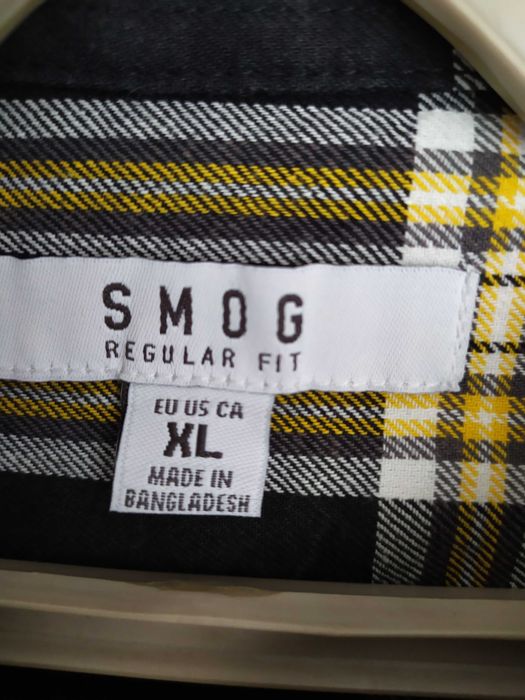 SMOG
REGULAR FIT
EU US CA
XL
MADE IN
BANGLADESH